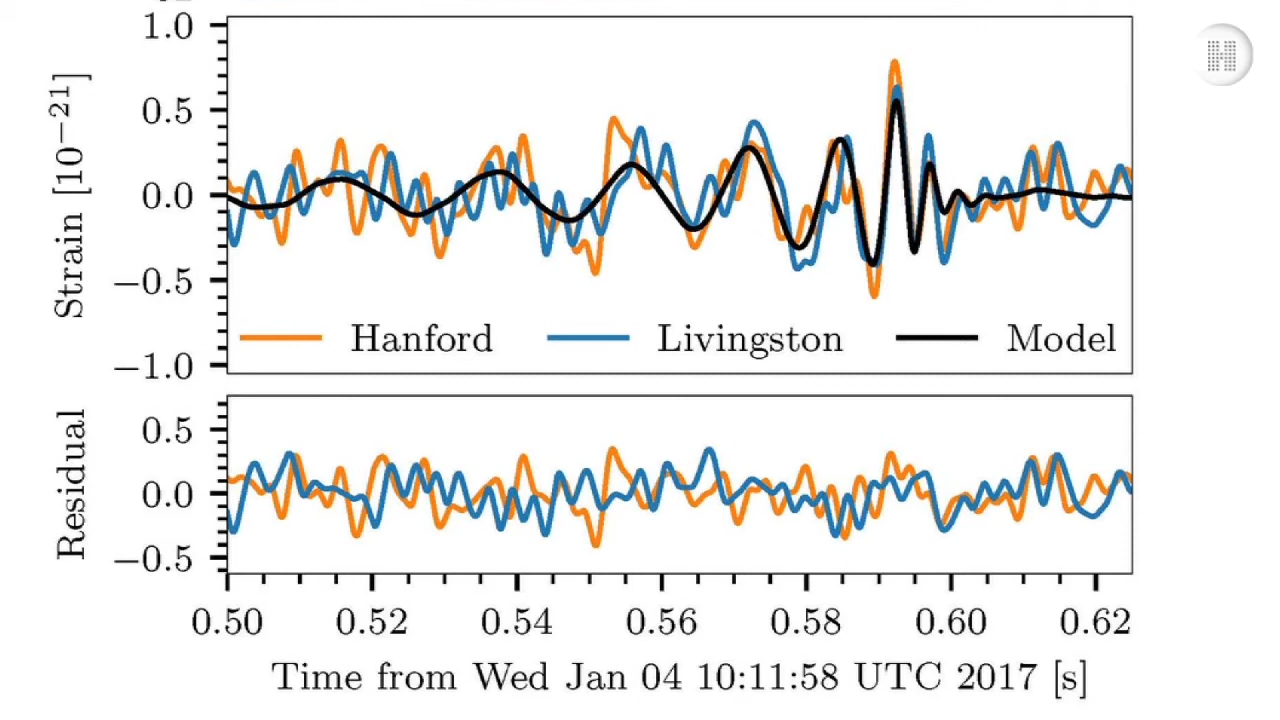 1.0
0.5
0.0
−0.5
−1.0
Strain [10−21]
Hanford Livingston Model
0.5
0.0
−0.5
Residual
0.50 0.52 0.54 0.56 0.58 0.60 0.62
Time from Wed Jan 04 10:11:58 UTC 2017 [s]
H